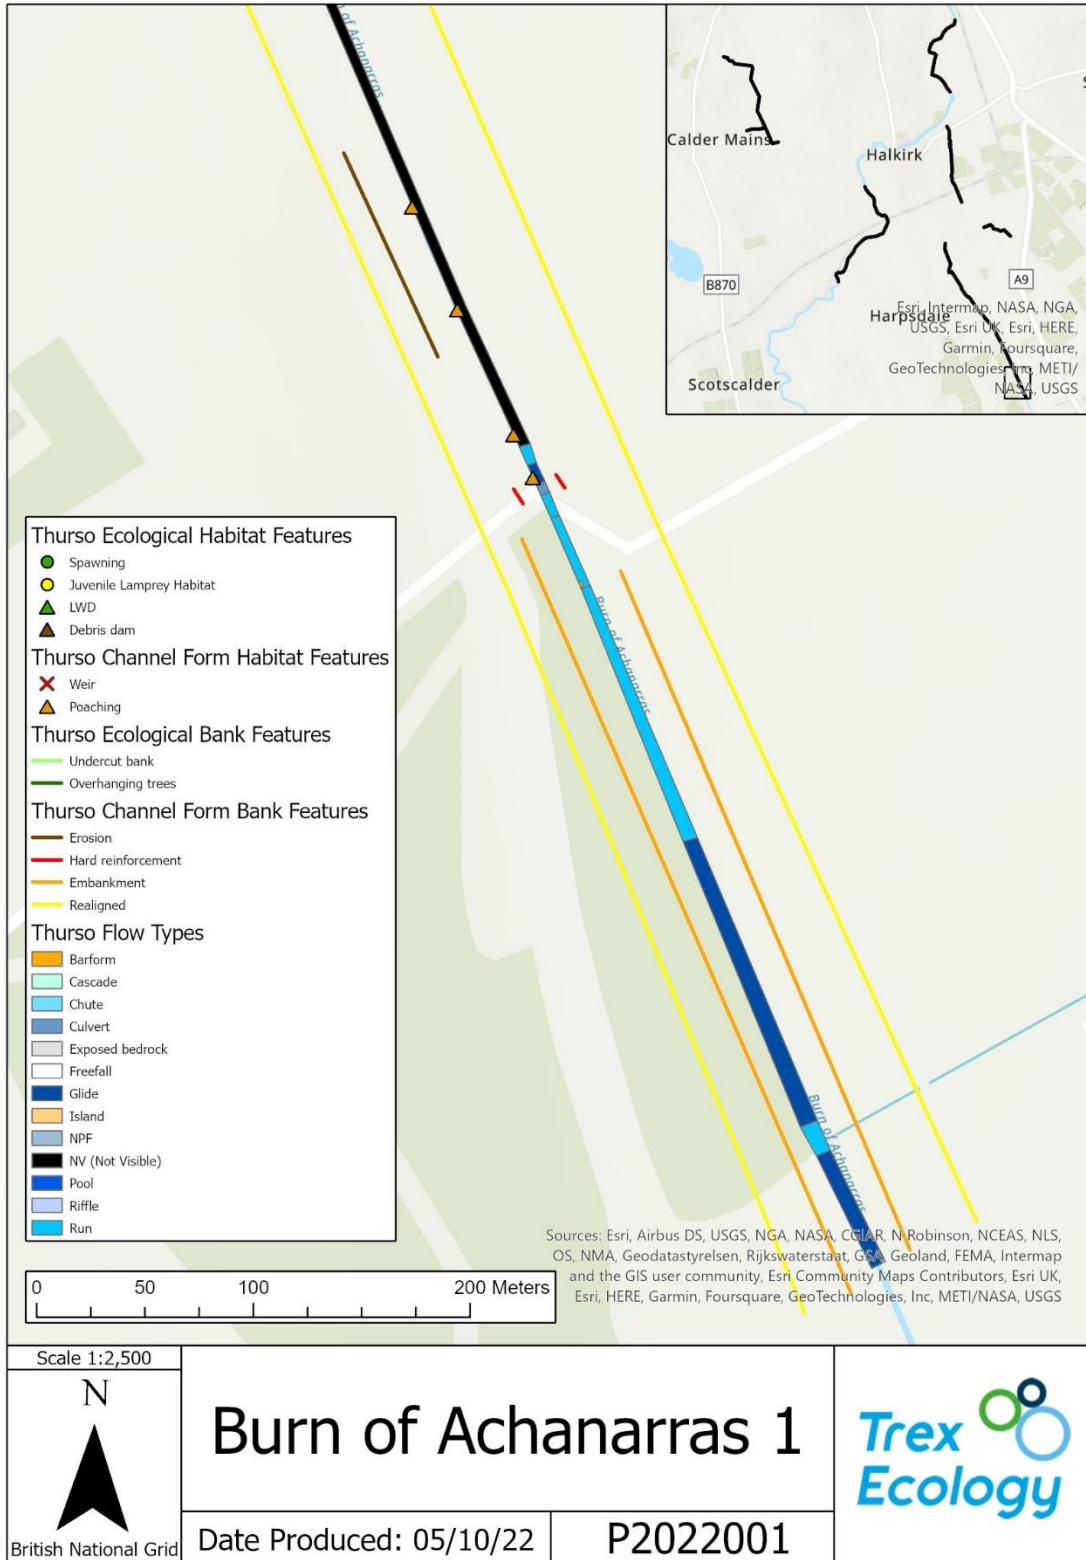 n of Achanarras
Calder Mains
Halkirk
B870
A9
Harpsdale
Scotscalder
Esri, Intermap, NASA, NGA,
USGS, Esri UK, Esri, HERE,
Garmin, Foursquare,
GeoTechnologies, Inc, METI/
NASA, USGS
S
Thurso Ecological Habitat Features
Spawning
Juvenile Lamprey Habitat
LWD
Debris dam
Thurso Channel Form Habitat Features
Weir
Poaching
Thurso Ecological Bank Features
Undercut bank
Overhanging trees
Thurso Channel Form Bank Features
Erosion
Hard reinforcement
Embankment
Realigned
Thurso Flow Types
Barform
Cascade
Chute
Culvert
Exposed bedrock
Freefall
Glide
Island
NPF
NV (Not Visible)
Pool
Riffle
Run
Burn of Achanarras
Burn of Achanarras
Sources: Esri, Airbus DS, USGS, NGA, NASA, CGIAR, N Robinson, NCEAS, NLS,
OS, NMA, Geodatastyrelsen, Rijkswaterstaat, GSA, Geoland, FEMA, Intermap
and the GIS user community, Esri Community Maps Contributors, Esri UK,
Esri, HERE, Garmin, Foursquare, GeoTechnologies, Inc, METI/NASA, USGS
0 50 100 200 Meters
Scale 1:2,500
N
British National Grid
Burn of Achanarras 1
Date Produced: 05/10/22
P2022001
Trex
Ecology